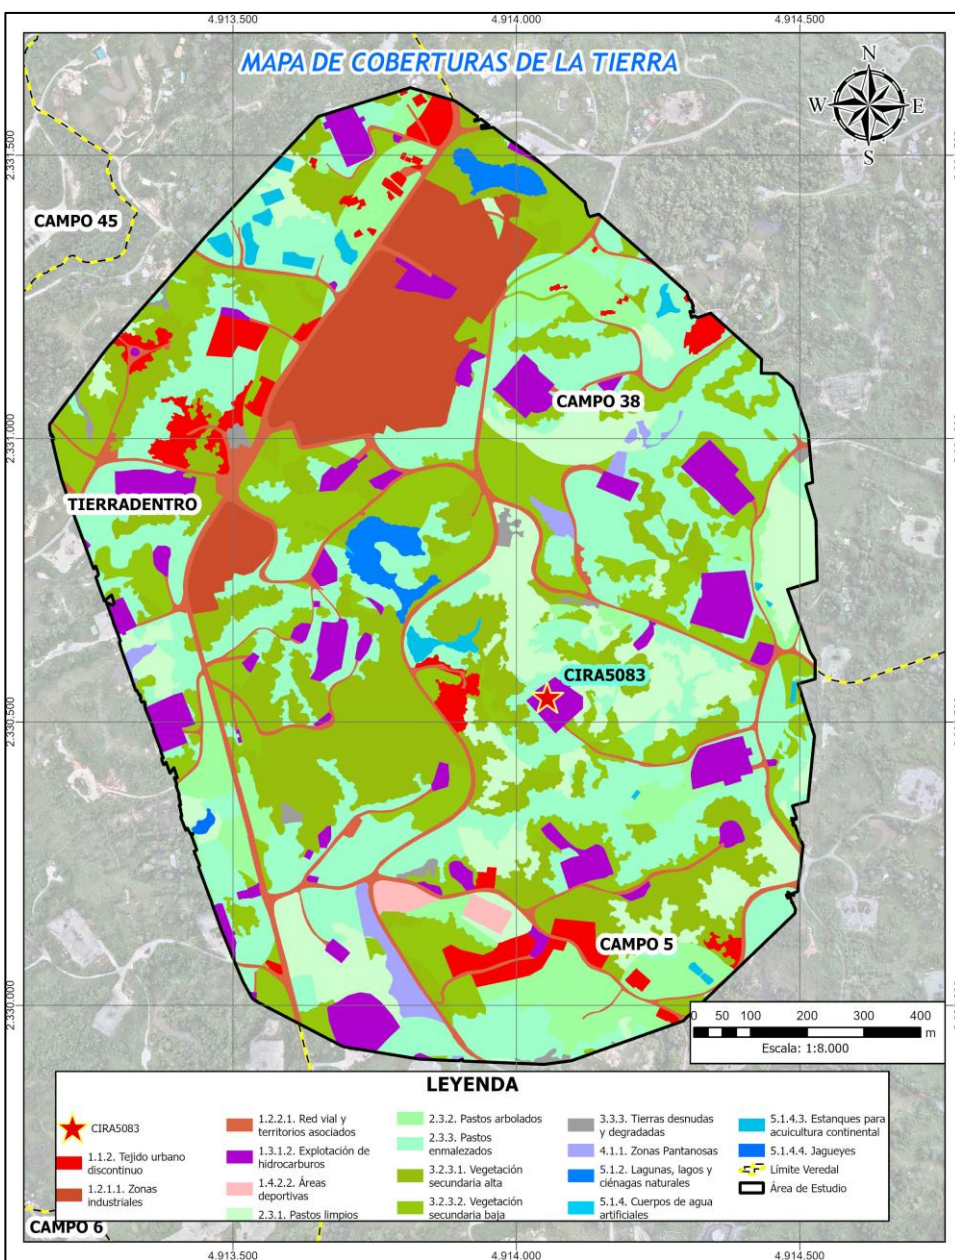 4.913.500
4.914.000
4.914.500
MAPA DE COBERTURAS DE LA TIERRA
N
W
E
S
2.331.500
CAMPO 45
2.331.000
CAMPO 38
TIERRADENTRO
CIRA5083
2.330.500
CAMPO 5
2.330.000
0 50 100 200 300 400
m
Escala: 1:8.000
LEYENDA
CIRA5083
1.1.2. Tejido urbano
discontinuo
1.2.1.1. Zonas
industriales
1.2.2.1. Red vial y
territorios asociados
1.3.1.2. Explotación de
hidrocarburos
1.4.2.2. Áreas
deportivas
2.3.1. Pastos limpios
2.3.2. Pastos arbolados
2.3.3. Pastos
enmalezados
3.2.3.1. Vegetación
secundaria alta
3.2.3.2. Vegetación
secundaria baja
3.3.3. Tierras desnudas
y degradadas
4.1.1. Zonas Pantanosas
5.1.2. Lagunas, lagos y
ciénagas naturales
5.1.4. Cuerpos de agua
artificiales
5.1.4.3. Estanques para
acuicultura continental
5.1.4.4. Jagueyes
Límite Veredal
Área de Estudio
CAMPO 6
4.913.500
4.914.000
4.914.500